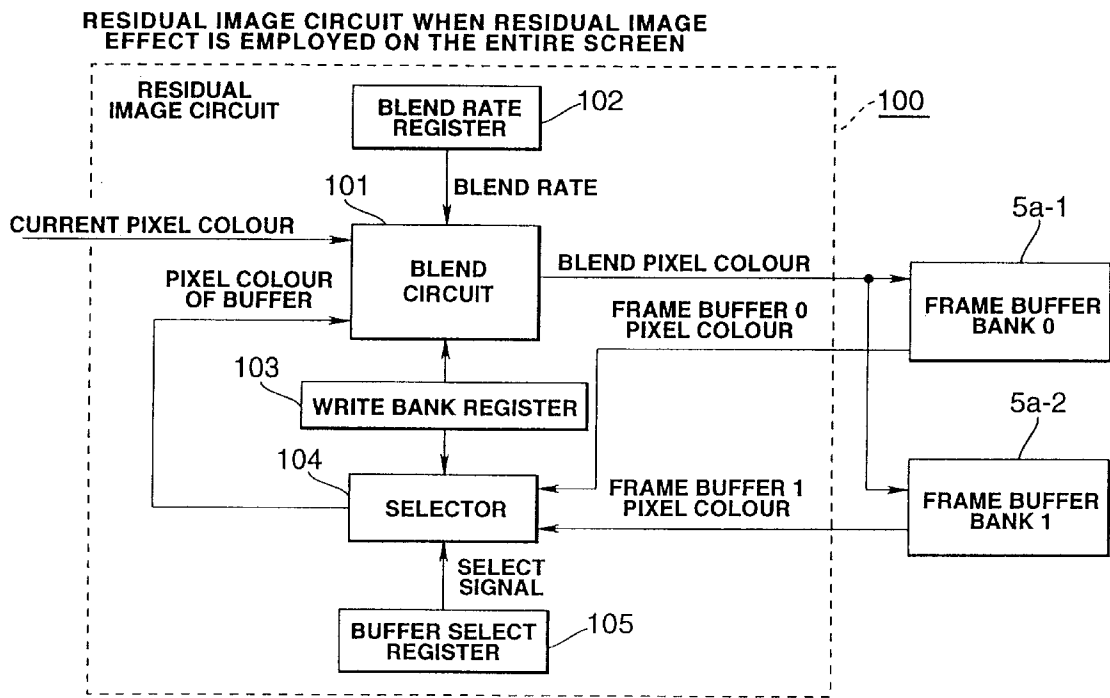 RESIDUAL IMAGE CIRCUIT WHEN RESIDUAL IMAGE
EFFECT IS EMPLOYED ON THE ENTIRE SCREEN
RESIDUAL
IMAGE CIRCUIT
BLEND RATE
REGISTER
102
100
BLEND RATE
101
CURRENT PIXEL COLOUR
BLEND
CIRCUIT
PIXEL COLOUR
OF BUFFER
BLEND PIXEL COLOUR
5a-1
FRAME BUFFER
BANK 0
FRAME BUFFER 0
PIXEL COLOUR
103
WRITE BANK REGISTER
5a-2
104
SELECTOR
FRAME BUFFER 1
PIXEL COLOUR
FRAME BUFFER
BANK 1
SELECT
SIGNAL
BUFFER SELECT
REGISTER
105